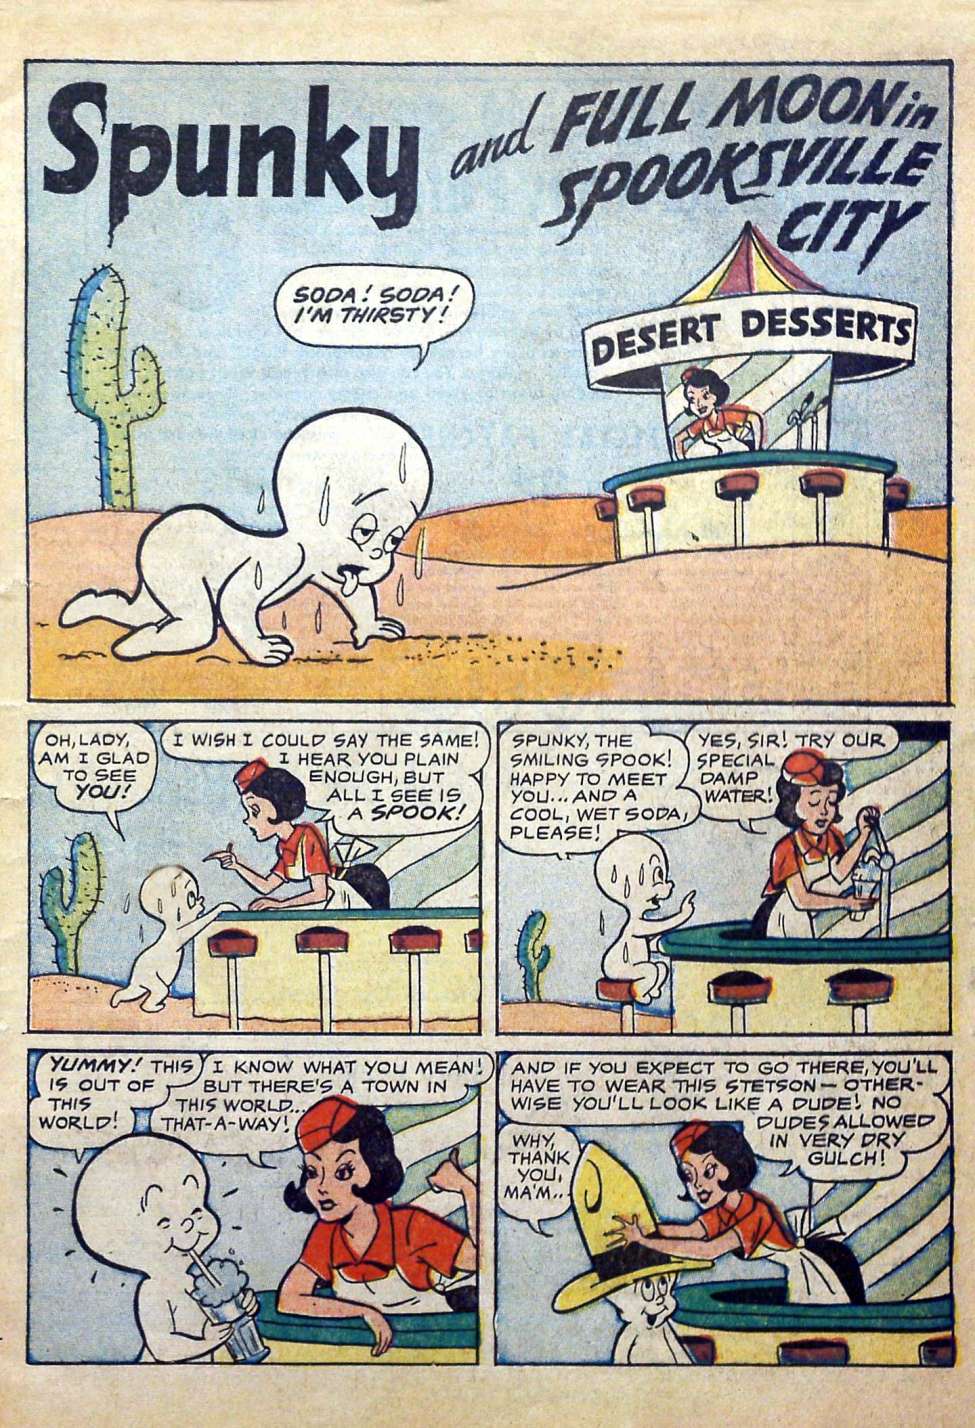 Spunky
and FULL MOON in
SPOOKSVILLE
CITY
SODA! SODA!
I'M THIRSTY!
DESERT DESSERTS
OH, LADY,
AM I GLAD
TO SEE
YOU!
I WISH I COULD SAY THE SAME!
I HEAR YOU PLAIN
ENOUGH, BUT
ALL I SEE IS
A SPOOK!
SPUNKY, THE
SMILING SPOOK!
HAPPY TO MEET
YOU... AND A
COOL, WET SODA,
PLEASE!
YES, SIR! TRY OUR
SPECIAL
DAMP
WATER!
YUMMY! THIS
IS OUT OF
THIS
WORLD!
I KNOW WHAT YOU MEAN!
BUT THERE'S A TOWN IN
THIS WORLD...
THAT-A-WAY!
AND IF YOU EXPECT TO GO THERE, YOU'LL
HAVE TO WEAR THIS STETSON — OTHER-
WISE YOU'LL LOOK LIKE A DUDE! NO
DUDES ALLOWED
IN VERY DRY
GULCH!
WHY,
THANK
YOU,
MA'M..